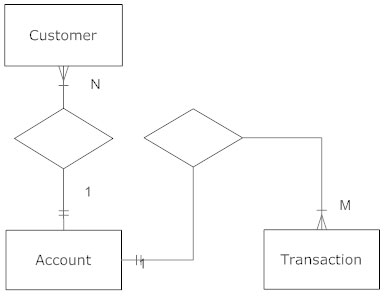 Customer
N
1
M
1
Account
Transaction